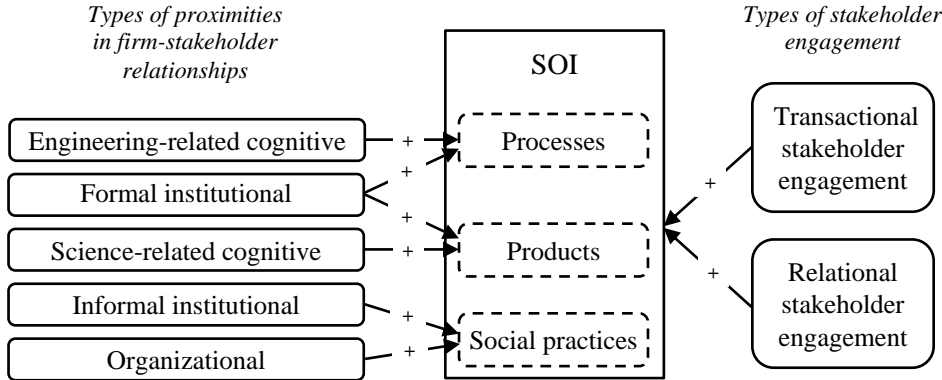 Types of proximities
in firm-stakeholder
relationships
Engineering-related cognitive
Formal institutional
Science-related cognitive
Informal institutional
Organizational
+
+
+
+
+
+
SOI
Processes
Products
Social practices
Types of stakeholder
engagement
+
+
Transactional
stakeholder
engagement
Relational
stakeholder
engagement